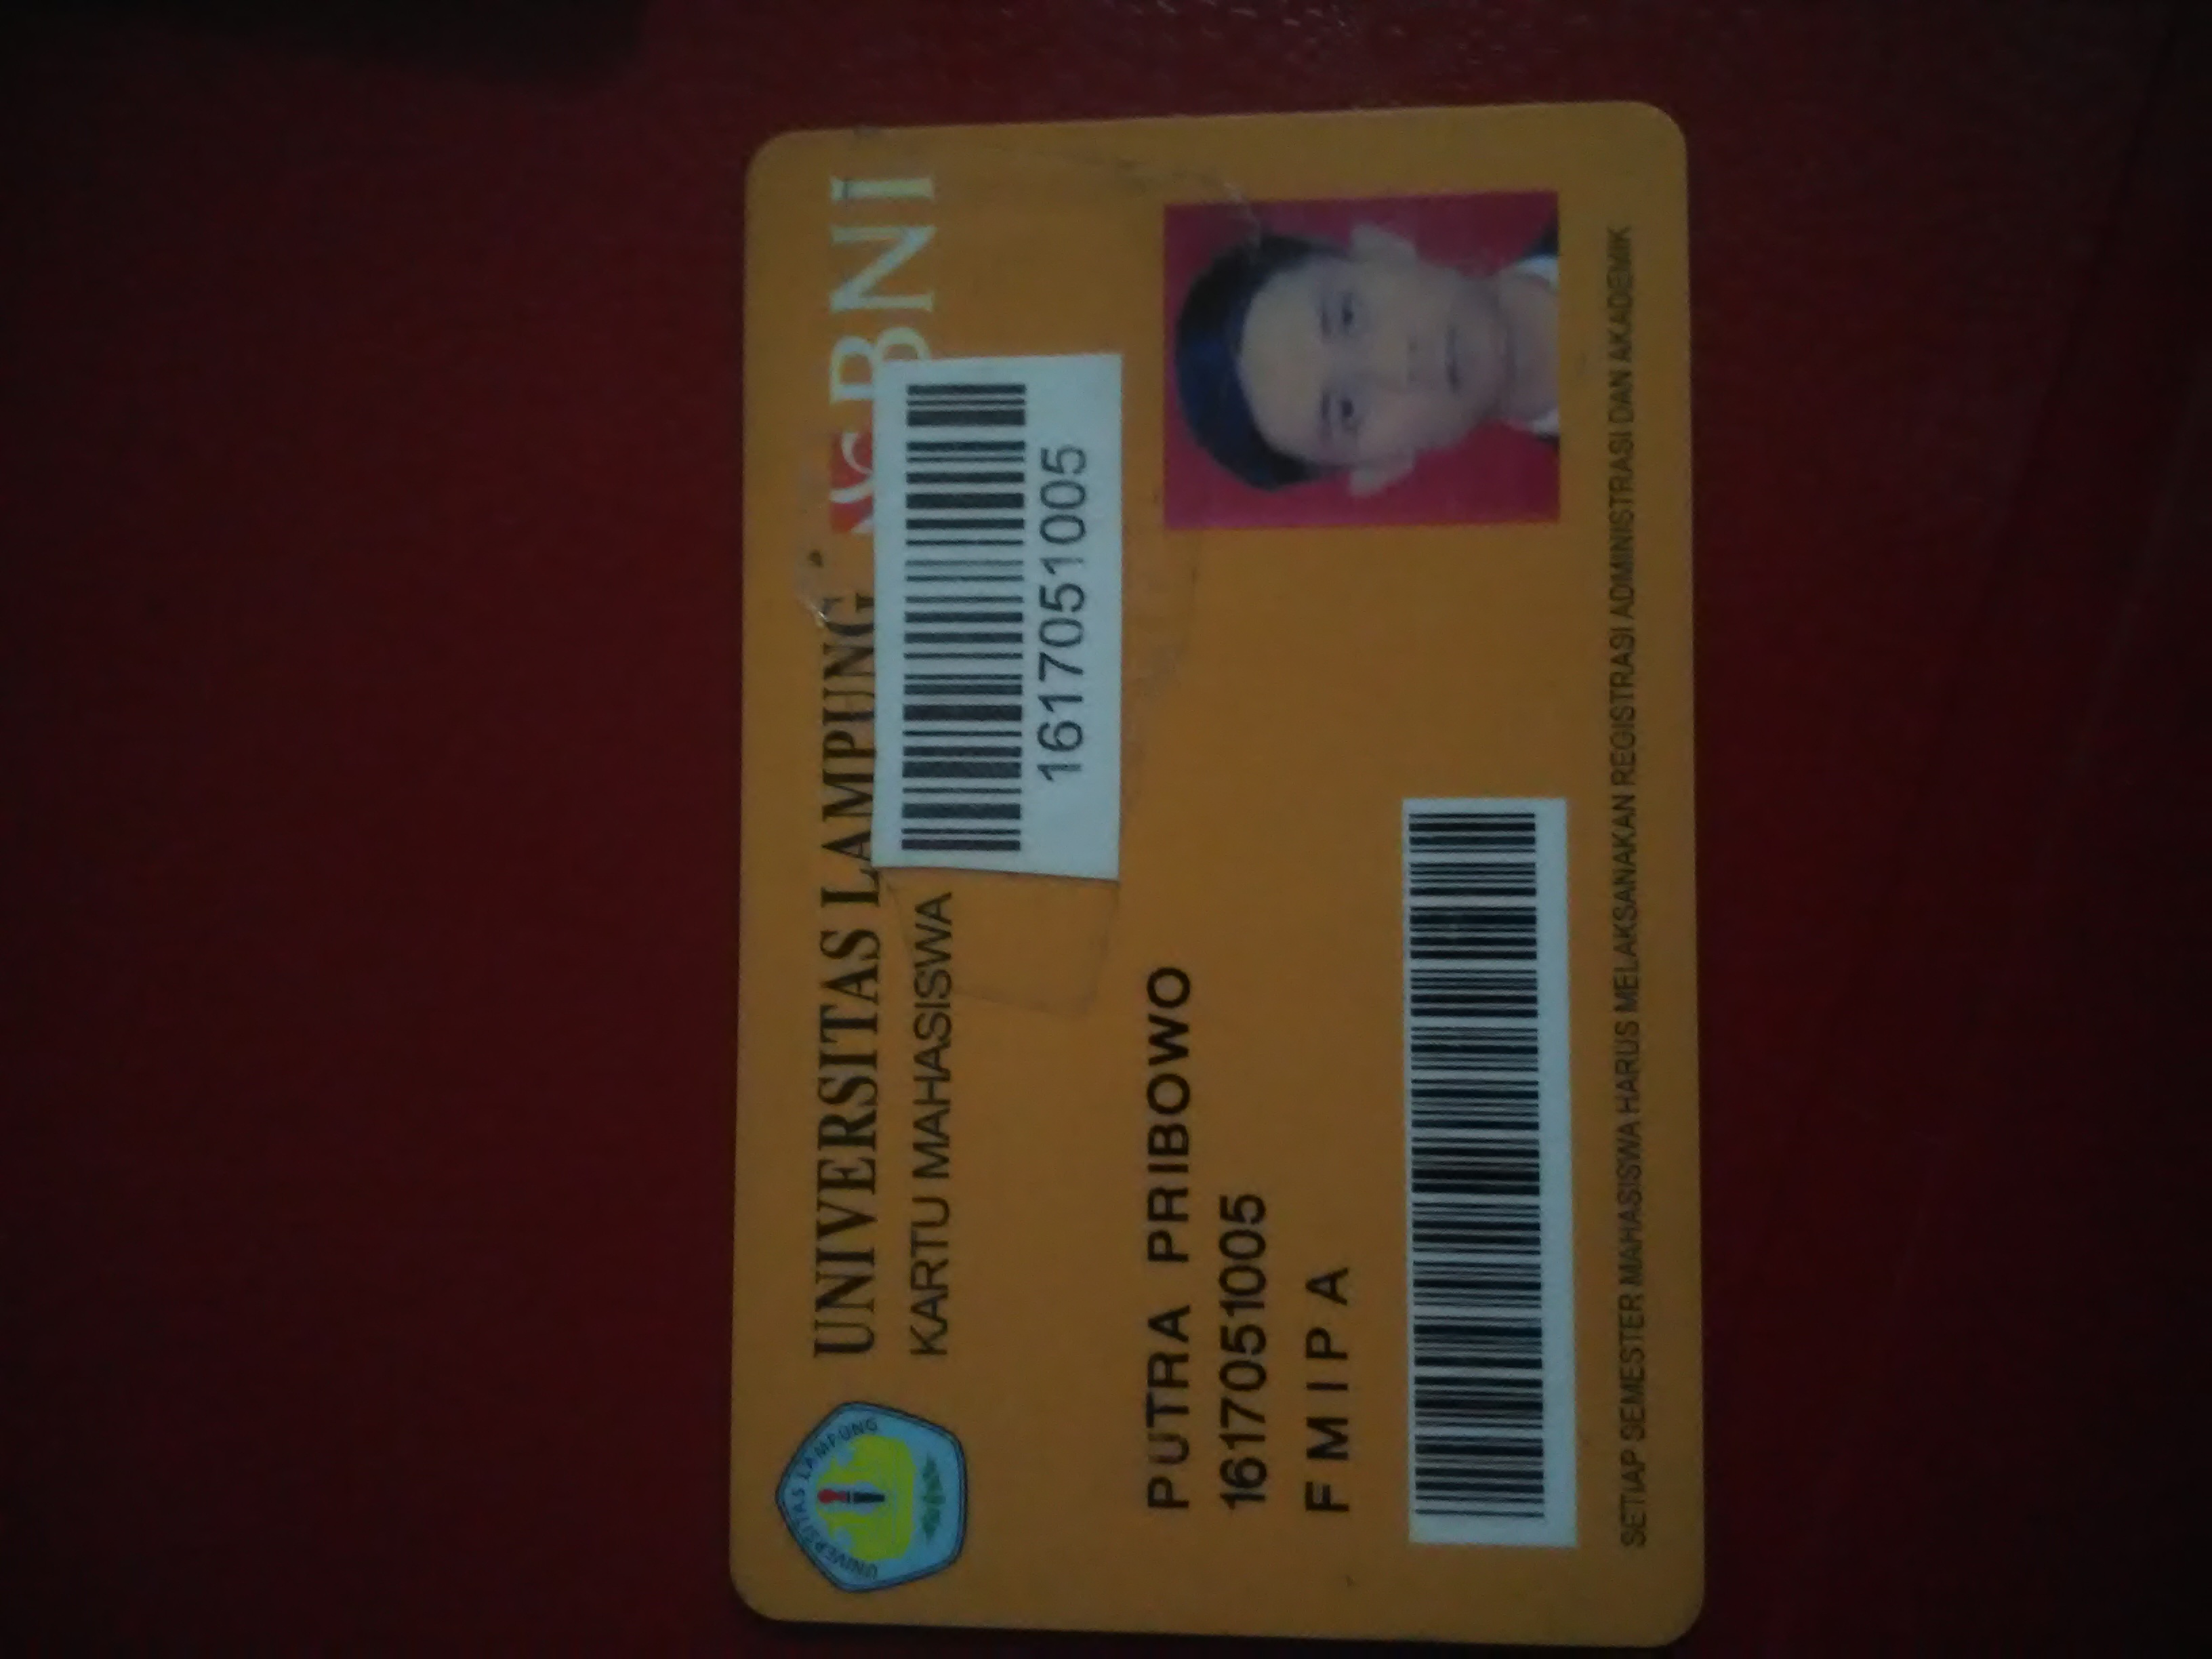 UNIVERSITAS LAMPUNG
UNIVERSITAS LAMPUNG
BNI
KARTU MAHASISWA
1617051005
PUTRA PRIBOWO
1617051005
FMIPA
SETIAP SEMESTER MAHASISWA HARUS MELAKSANAKAN REGISTRASI ADMINISTRASI DAN AKADEMIK